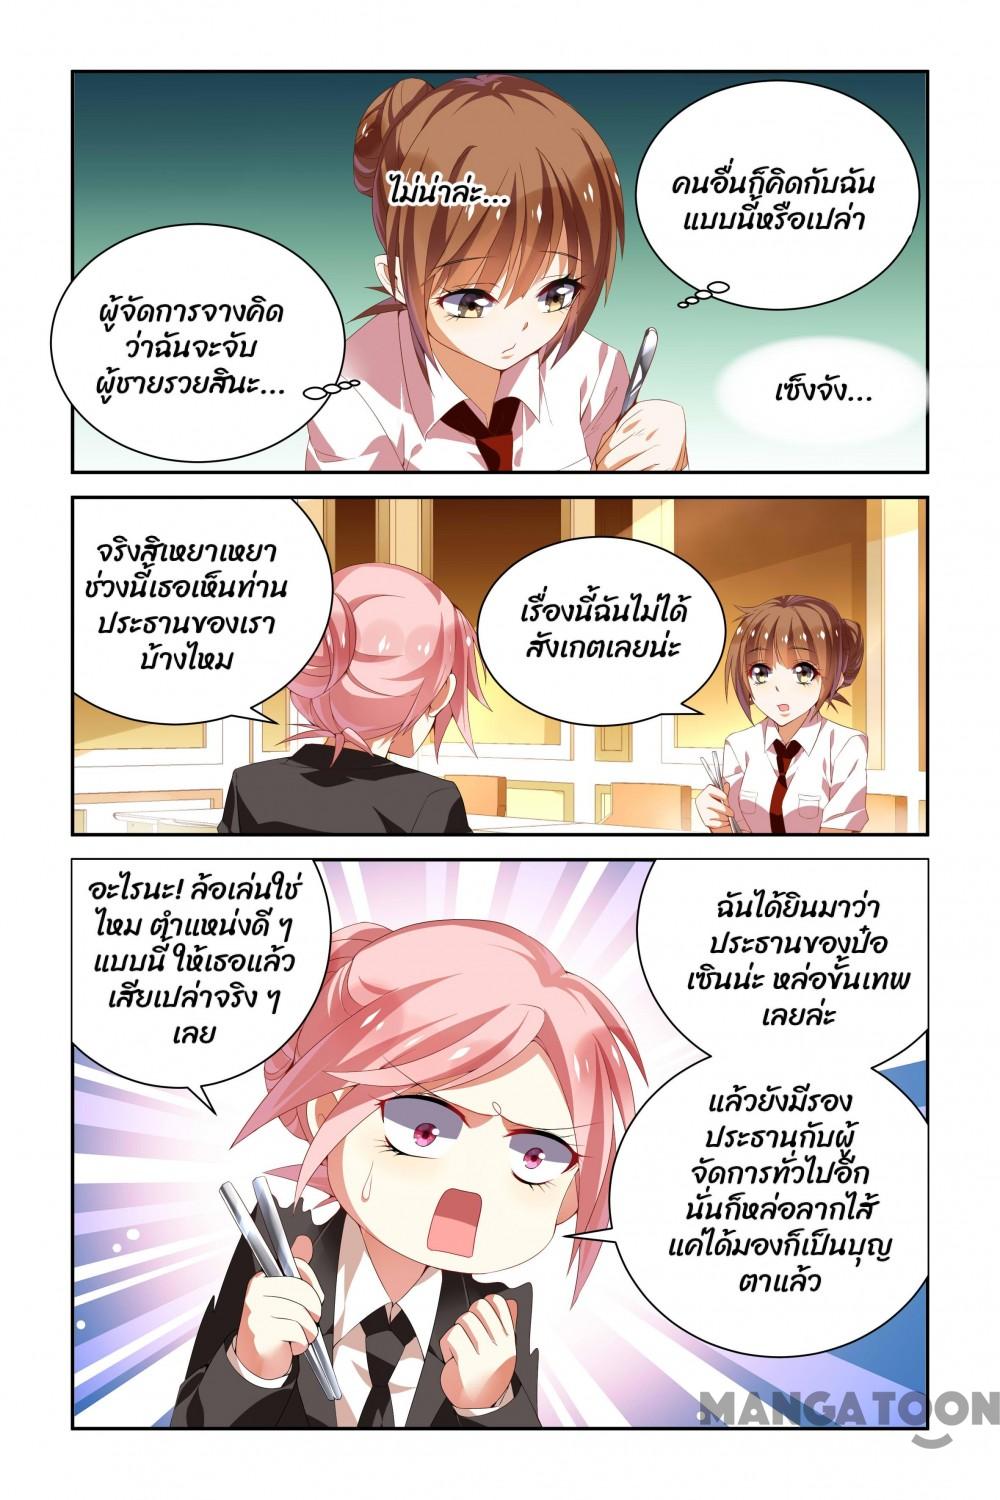 ไม่น่าล่ะ...
คนอื่นก็คิดกับฉัน
แบบนี้หรือเปล่า
ผู้จัดการจางคิด
ว่าฉันจะจับ
ผู้ชายรวยสินะ...
เซ็งจัง...
จริงสิเหยาเหยา
ช่วงนี้เธอเห็นท่าน
ประธานของเรา
บ้างไหม
เรื่องนี้ฉันไม่ได้
สังเกตเลยน่ะ
อะไรนะ! ล้อเล่นใช่
ไหม ตำแหน่งดี ๆ
แบบนี้ ให้เธอแล้ว
เสียเปล่าจริง ๆ
เลย
ฉันได้ยินมาว่า
ประธานของป๋อ
เซินน่ะ หล่อขั้นเทพ
เลยล่ะ
แล้วยังมีรอง
ประธานกับผู้
จัดการทั่วไปอีก
นั่นก็หล่อลากไส้
แค่ได้มองก็เป็นบุญ
ตาแล้ว
MANGATOON